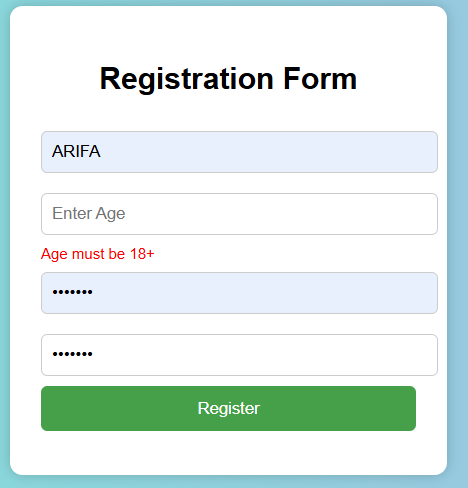 Registration Form
ARIFA
Enter Age
Age must be 18+
•••••••
•••••••
Register